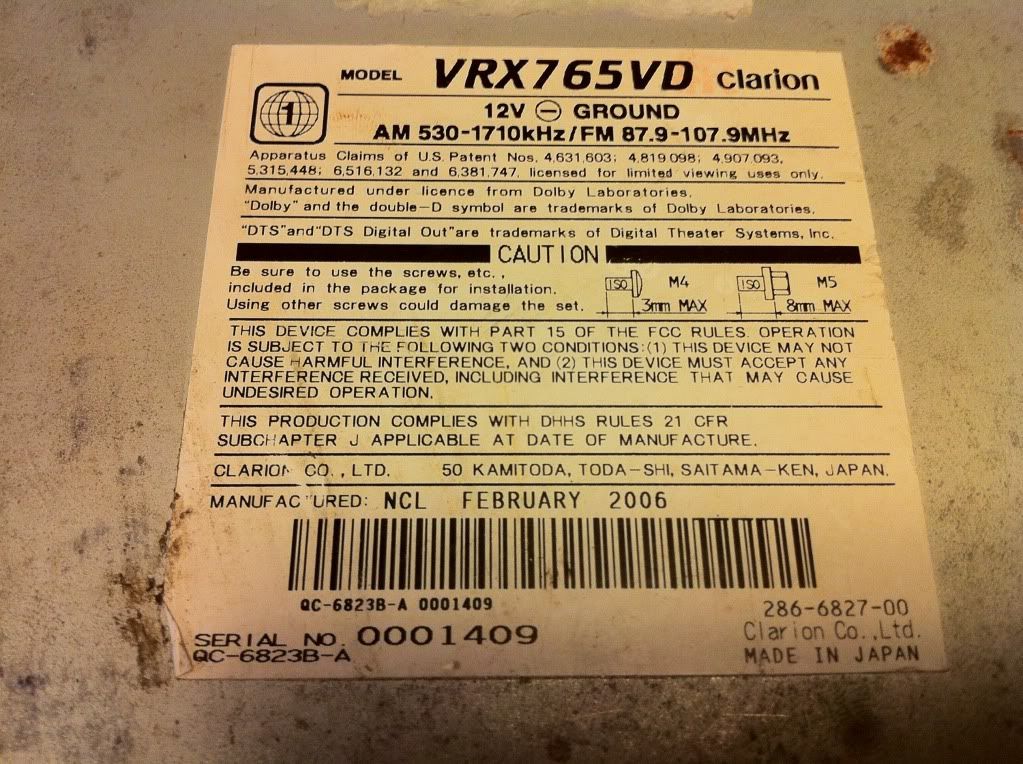 MODEL VRX765VD clarion
1
12V ⊖ GROUND
AM 530-1710kHz/FM 87.9-107.9MHz
Apparatus Claims of U.S. Patent Nos. 4,631,603; 4,819,098; 4,907,093,
5,315,448; 6,516,132 and 6,381,747, licensed for limited viewing uses only.
Manufactured under licence from Dolby Laboratories.
"Dolby" and the double-D symbol are trademarks of Dolby Laboratories.
"DTS"and"DTS Digital Out"are trademarks of Digital Theater Systems, Inc.
CAUTION
Be sure to use the screws, etc.,
included in the package for installation.
Using other screws could damage the set.
ISO M4
3mm MAX
ISO M5
8mm MAX
THIS DEVICE COMPLIES WITH PART 15 OF THE FCC RULES. OPERATION
IS SUBJECT TO THE FOLLOWING TWO CONDITIONS:(1) THIS DEVICE MAY NOT
CAUSE HARMFUL INTERFERENCE, AND (2) THIS DEVICE MUST ACCEPT ANY
INTERFERENCE RECEIVED, INCLUDING INTERFERENCE THAT MAY CAUSE
UNDESIRED OPERATION.
THIS PRODUCTION COMPLIES WITH DHHS RULES 21 CFR
SUBCHAPTER J APPLICABLE AT DATE OF MANUFACTURE.
CLARION CO.,LTD. 50 KAMITODA, TODA-SHI, SAITAMA-KEN, JAPAN.
MANUFACTURED: NCL FEBRUARY 2006
QC-6823B-A 0001409
286-6827-00
SERIAL NO. 0001409
Clarion Co.,Ltd.
QC-6823B-A
MADE IN JAPAN